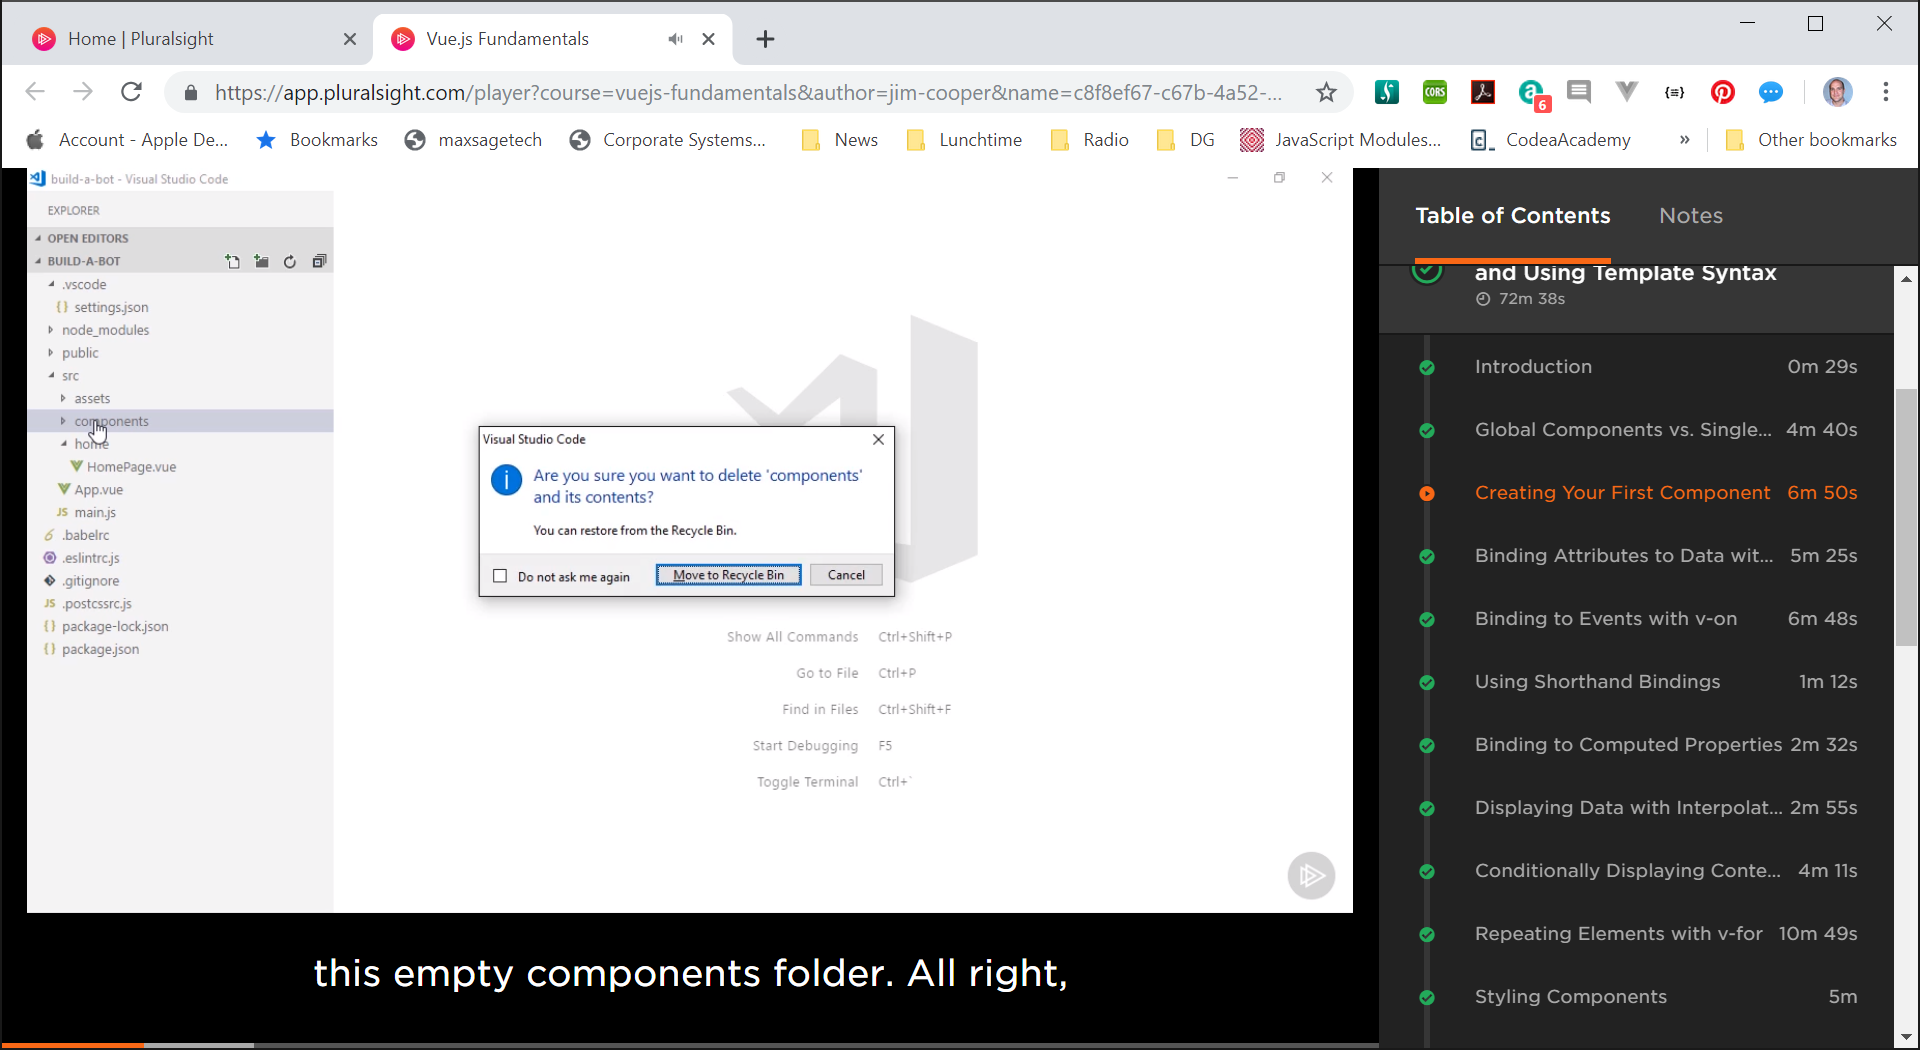 Home | Pluralsight
Vue.js Fundamentals
https://app.pluralsight.com/player?course=vuejs-fundamentals&author=jim-cooper&name=c8f8ef67-c67b-4a52-...
CORS
6
{≡}
Account - Apple De...
Bookmarks
maxsagetech
Corporate Systems...
News
Lunchtime
Radio
DG
JavaScript Modules...
CodeaAcademy
»
Other bookmarks
build-a-bot - Visual Studio Code
EXPLORER
OPEN EDITORS
BUILD-A-BOT
.vscode
{} settings.json
node_modules
public
src
assets
components
home
HomePage.vue
App.vue
JS main.js
.babelrc
.eslintrc.js
.gitignore
JS .postcssrc.js
{} package-lock.json
{} package.json
Visual Studio Code
Are you sure you want to delete 'components'
and its contents?
You can restore from the Recycle Bin.
Do not ask me again
Move to Recycle Bin
Cancel
Show All Commands Ctrl+Shift+P
Go to File Ctrl+P
Find in Files Ctrl+Shift+F
Start Debugging F5
Toggle Terminal Ctrl+`
this empty components folder. All right,
Table of Contents
Notes
and Using Template Syntax
72m 38s
Introduction 0m 29s
Global Components vs. Single... 4m 40s
Creating Your First Component 6m 50s
Binding Attributes to Data wit... 5m 25s
Binding to Events with v-on 6m 48s
Using Shorthand Bindings 1m 12s
Binding to Computed Properties 2m 32s
Displaying Data with Interpolat... 2m 55s
Conditionally Displaying Conte... 4m 11s
Repeating Elements with v-for 10m 49s
Styling Components 5m